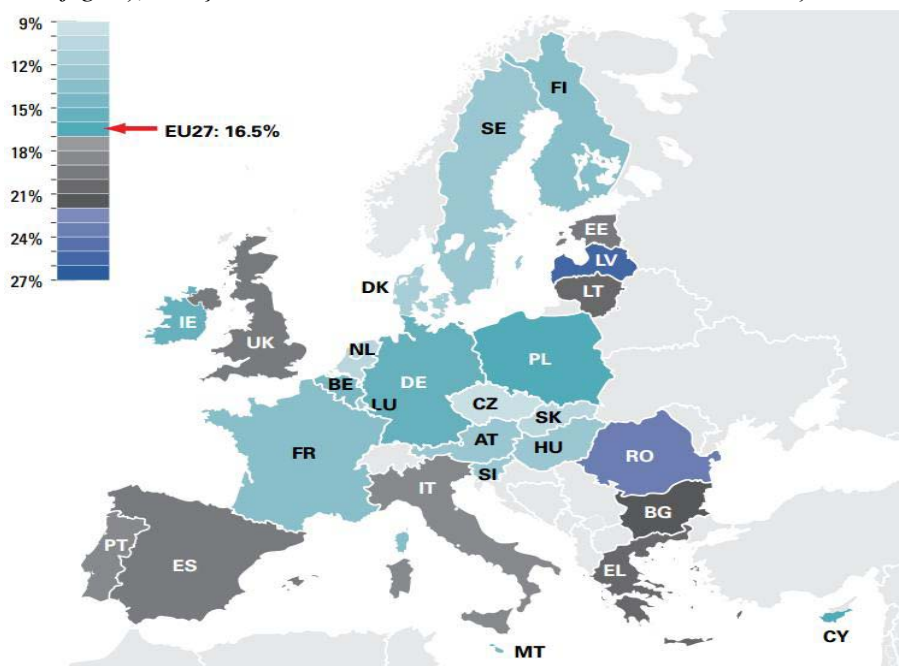 9%
12%
15%
EU27: 16.5%
18%
21%
24%
27%
FI
SE
EE
LV
LT
DK
IE
UK
NL
BE
DE
PL
LU
CZ
SK
FR
AT
HU
SI
RO
IT
BG
PT
ES
EL
CY
MT